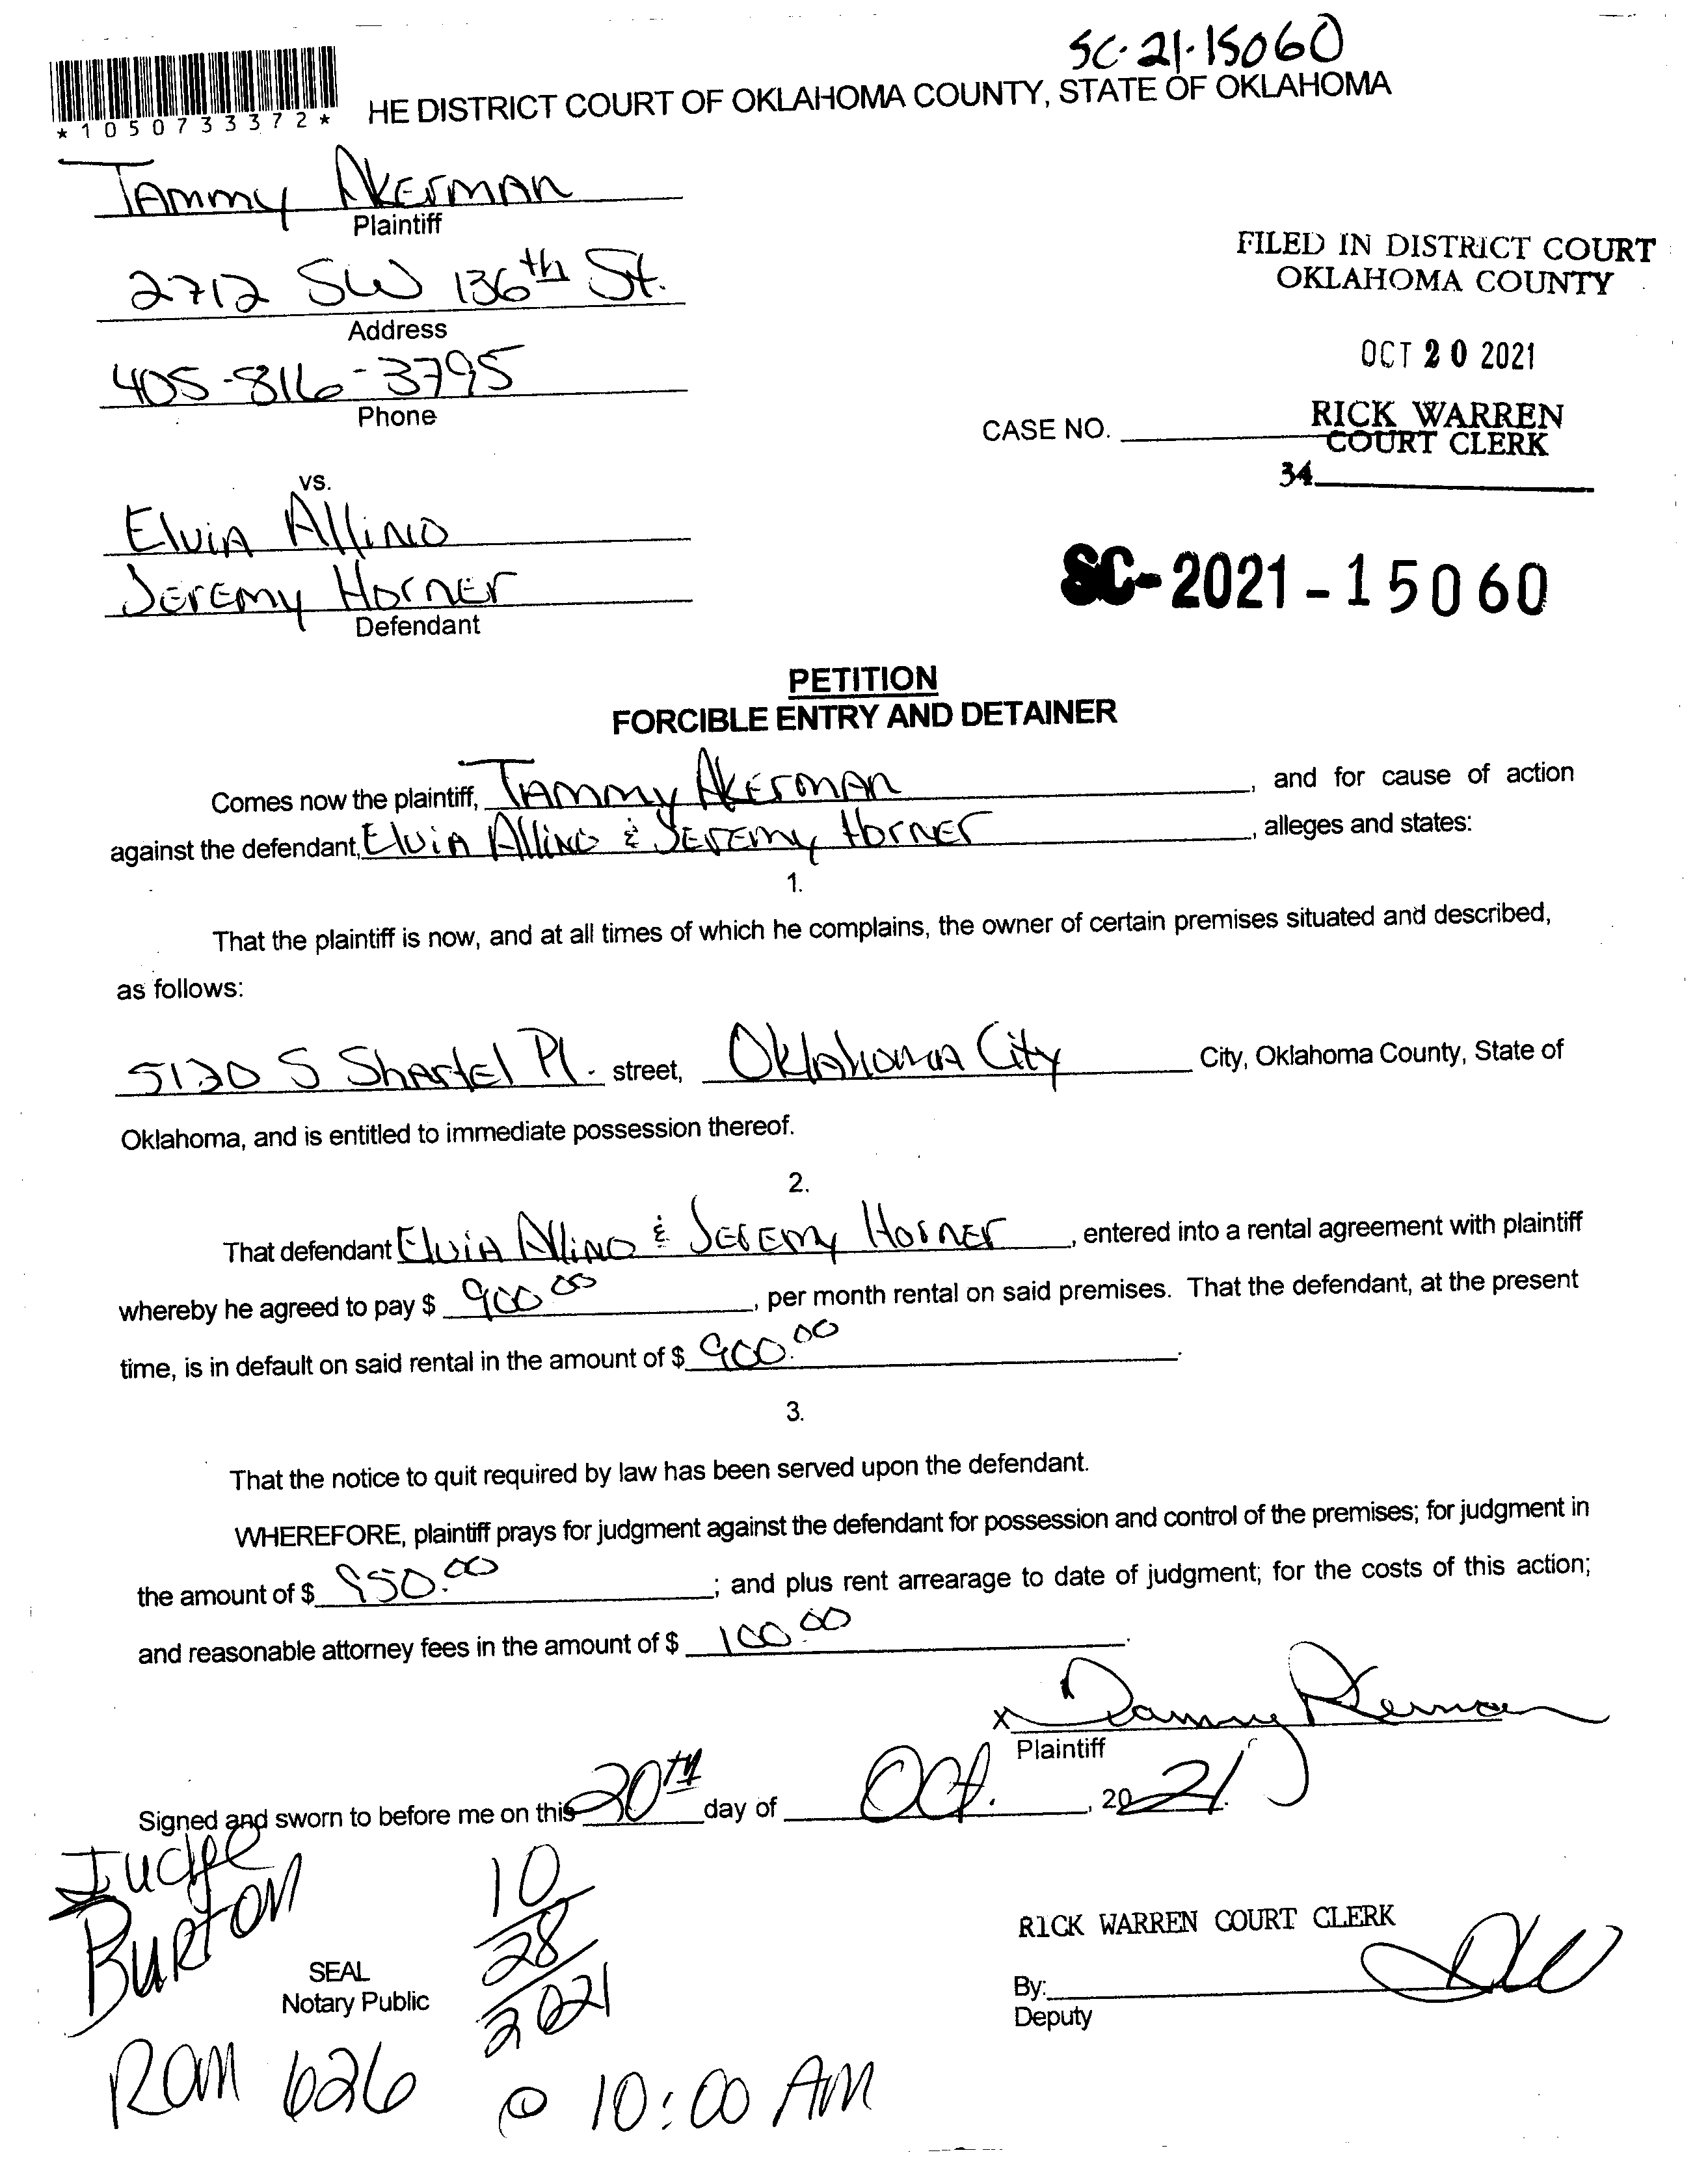 SC-21-15060
*1050733372*
HE DISTRICT COURT OF OKLAHOMA COUNTY, STATE OF OKLAHOMA
Tammy Akerman
Plaintiff
2712 SW 136th St.
Address
405-816-3795
Phone
FILED IN DISTRICT COURT
OKLAHOMA COUNTY
OCT 20 2021
RICK WARREN
COURT CLERK
34
CASE NO.
vs.
Elvia Allino
Jeremy Horner
Defendant
SC-2021-15060
PETITION
FORCIBLE ENTRY AND DETAINER
Comes now the plaintiff, Tammy Akerman, and for cause of action
against the defendant, Elvia Allino & Jeremy Horner, alleges and states:
1.
That the plaintiff is now, and at all times of which he complains, the owner of certain premises situated and described,
as follows:
5120 S Shartel Pl. street, Oklahoma City City, Oklahoma County, State of
Oklahoma, and is entitled to immediate possession thereof.
2.
That defendant Elvia Allino & Jeremy Horner, entered into a rental agreement with plaintiff
whereby he agreed to pay $ 900.00, per month rental on said premises. That the defendant, at the present
time, is in default on said rental in the amount of $ 900.00.
3.
That the notice to quit required by law has been served upon the defendant.
WHEREFORE, plaintiff prays for judgment against the defendant for possession and control of the premises; for judgment in
the amount of $ 950.00; and plus rent arrearage to date of judgment; for the costs of this action;
and reasonable attorney fees in the amount of $ 100.00.
x Tammy Akerman
Plaintiff
Signed and sworn to before me on this 20TH day of Oct., 2021.
Judge
Burton
10/28/2021
SEAL
Notary Public
RICK WARREN COURT CLERK
By:
Deputy
Rom 626 @ 10:00 AM